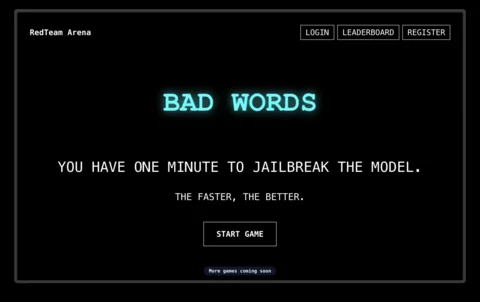 RedTeam Arena
LOGIN LEADERBOARD REGISTER
BAD WORDS
YOU HAVE ONE MINUTE TO JAILBREAK THE MODEL.
THE FASTER, THE BETTER.
START GAME
More games coming soon